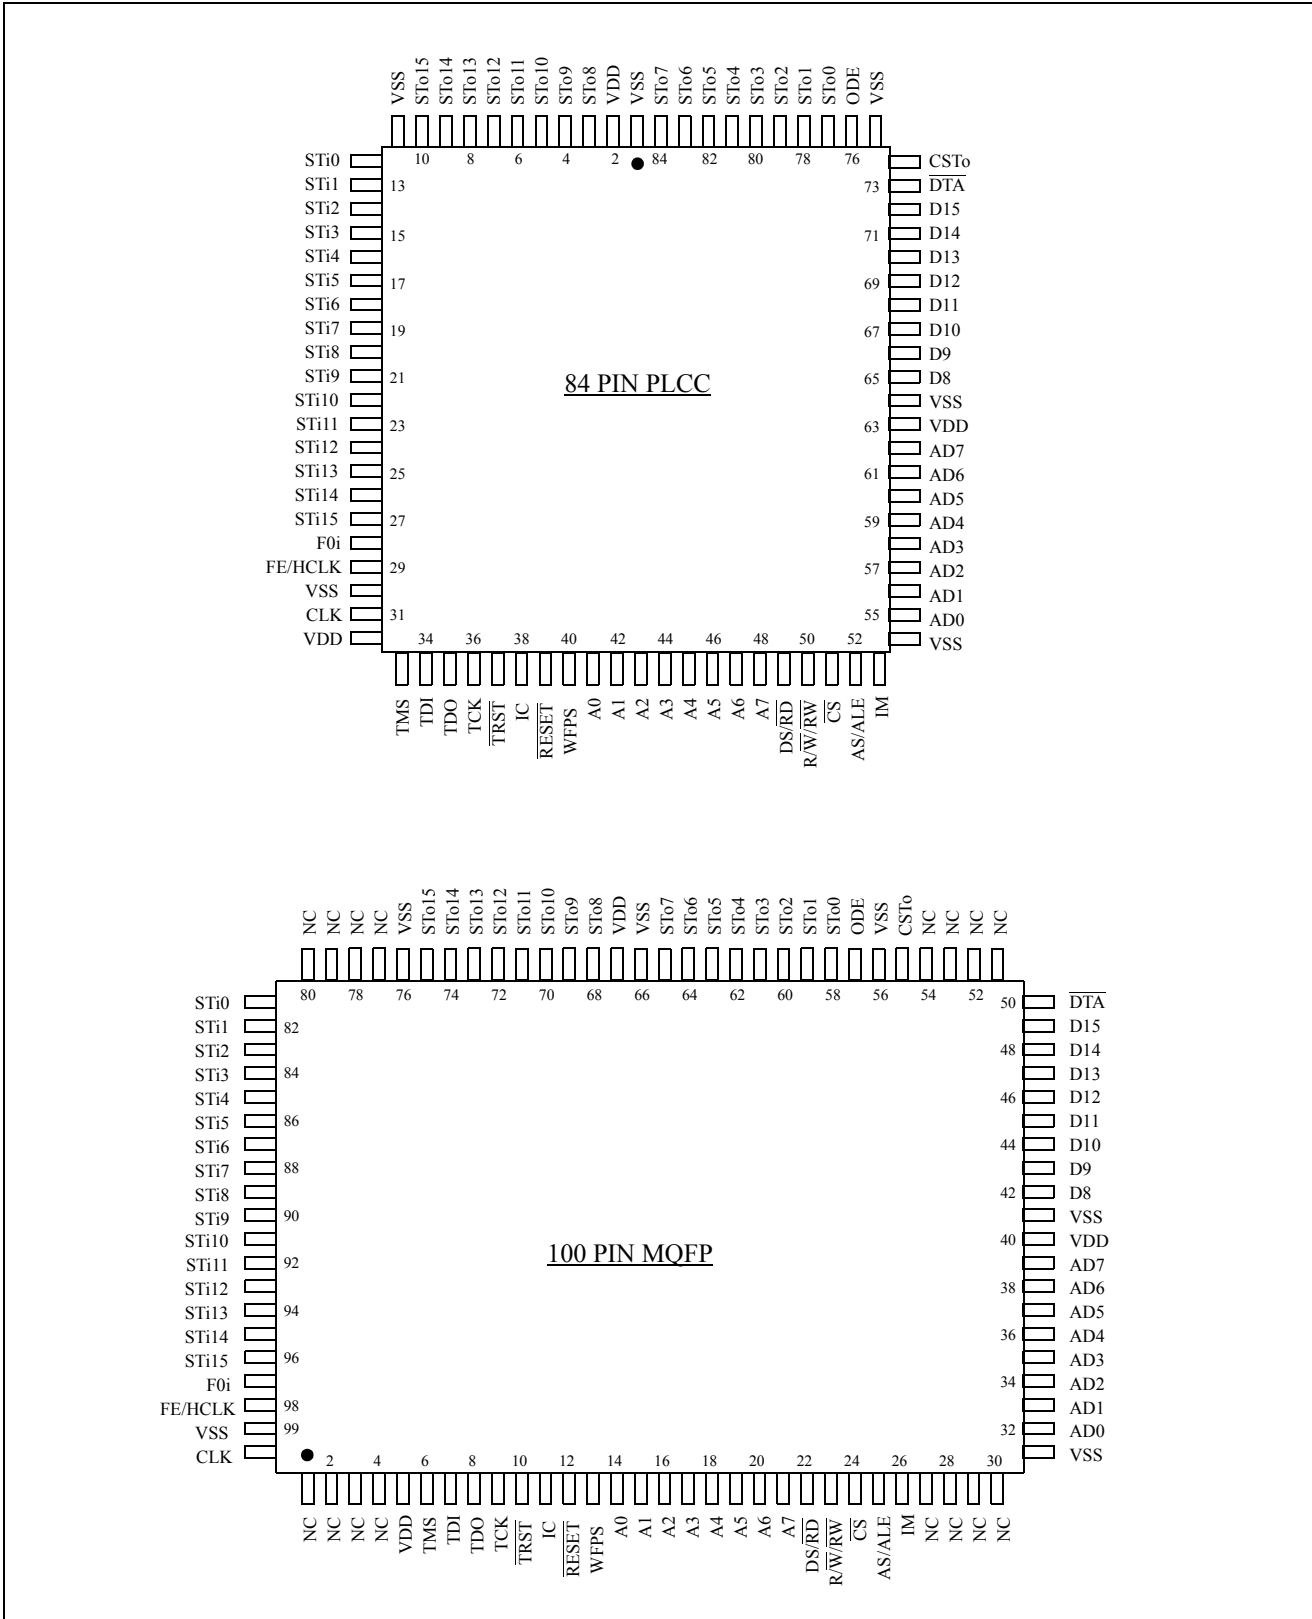 VSS STo15 STo14 STo13 STo12 STo11 STo10 STo9 STo8 VDD VSS STo7 STo6 STo5 STo4 STo3 STo2 STo1 STo0 ODE VSS
10 8 6 4 2 84 82 80 78 76
STi0 CSTo
STi1 13 73 DTA
STi2 D15
STi3 15 71 D14
STi4 D13
STi5 17 69 D12
STi6 D11
STi7 19 67 D10
STi8 D9
STi9 21 65 D8
84 PIN PLCC
STi10 VSS
STi11 23 63 VDD
STi12 AD7
STi13 25 61 AD6
STi14 AD5
STi15 27 59 AD4
F0i AD3
FE/HCLK 29 57 AD2
VSS AD1
CLK 31 55 AD0
VDD VSS
34 36 38 40 42 44 46 48 50 52
TMS TDI TDO TCK TRST IC RESET WFPS A0 A1 A2 A3 A4 A5 A6 A7 DS/RD R/W/RW CS AS/ALE IM
NC NC NC NC VSS STo15 STo14 STo13 STo12 STo11 STo10 STo9 STo8 VDD VSS STo7 STo6 STo5 STo4 STo3 STo2 STo1 STo0 ODE VSS CSTo NC NC NC NC
80 78 76 74 72 70 68 66 64 62 60 58 56 54 52
STi0 50 DTA
STi1 82 D15
STi2 48 D14
STi3 84 D13
STi4 46 D12
STi5 86 D11
STi6 44 D10
STi7 88 D9
STi8 42 D8
STi9 90 VSS
STi10 40 VDD
100 PIN MQFP
STi11 92 AD7
STi12 38 AD6
STi13 94 AD5
STi14 36 AD4
STi15 96 AD3
F0i 34 AD2
FE/HCLK 98 AD1
VSS 99 32 AD0
CLK VSS
2 4 6 8 10 12 14 16 18 20 22 24 26 28 30
NC NC NC NC VDD TMS TDI TDO TCK TRST IC RESET WFPS A0 A1 A2 A3 A4 A5 A6 A7 DS/RD R/W/RW CS AS/ALE IM NC NC NC NC